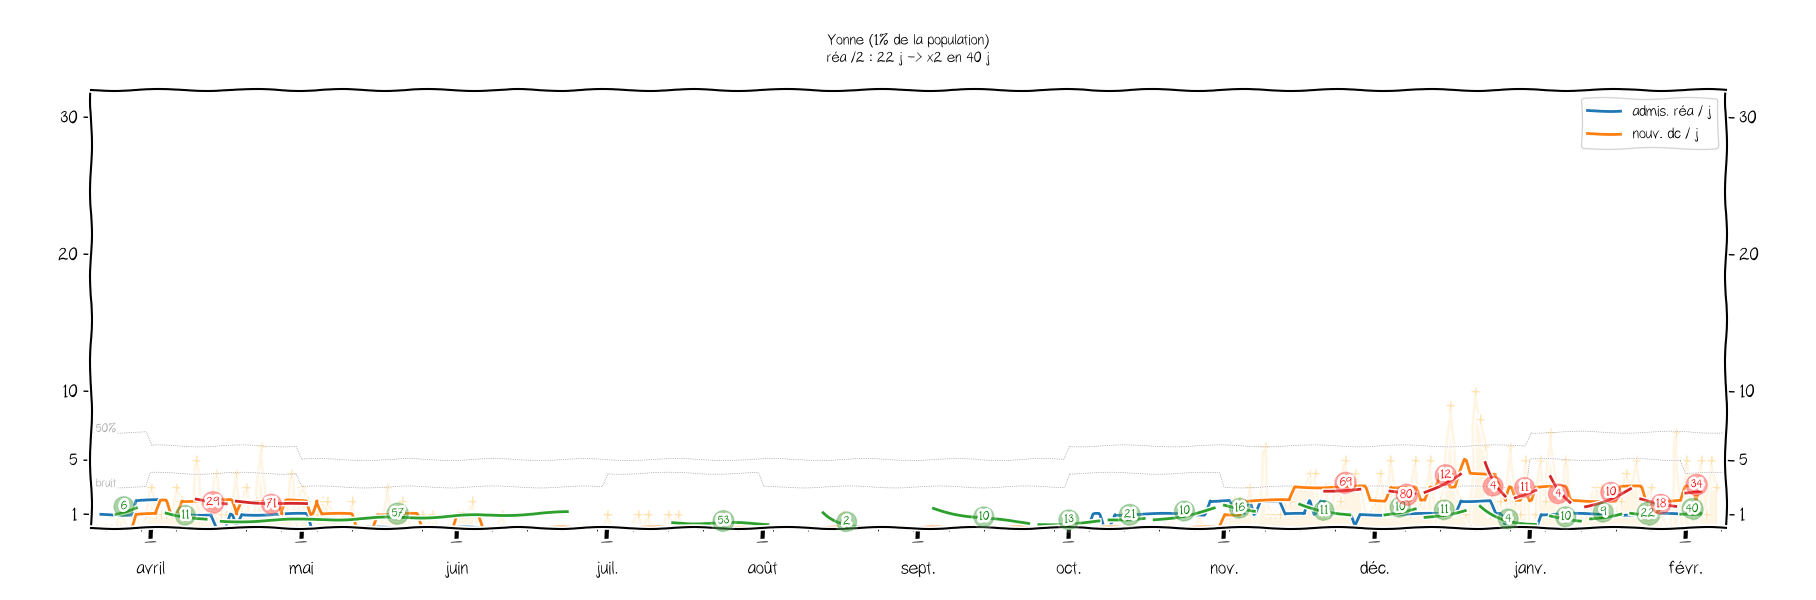 Yonne (1% de la population)
réa /2 : 22 j -> x2 en 40 j
admis. réa / j
nouv. dc / j
30
30
20
20
10
10
50%
5
5
bruit
1
1
6
11
29
71
57
53
2
10
13
21
10
16
11
69
10
80
11
12
4
4
11
4
10
9
10
22
18
40
34
avril
mai
juin
juil.
août
sept.
oct.
nov.
déc.
janv.
févr.